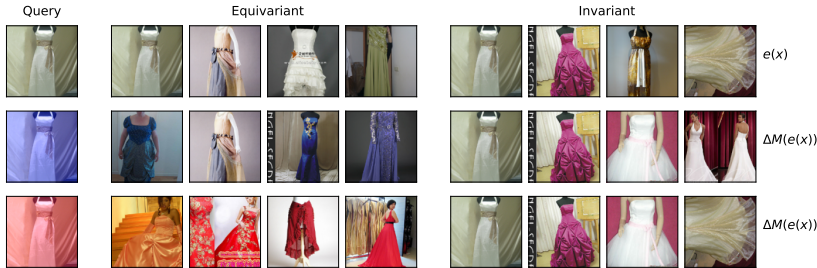 Query
Equivariant
Invariant
e(x)
ΔM(e(x))
ΔM(e(x))